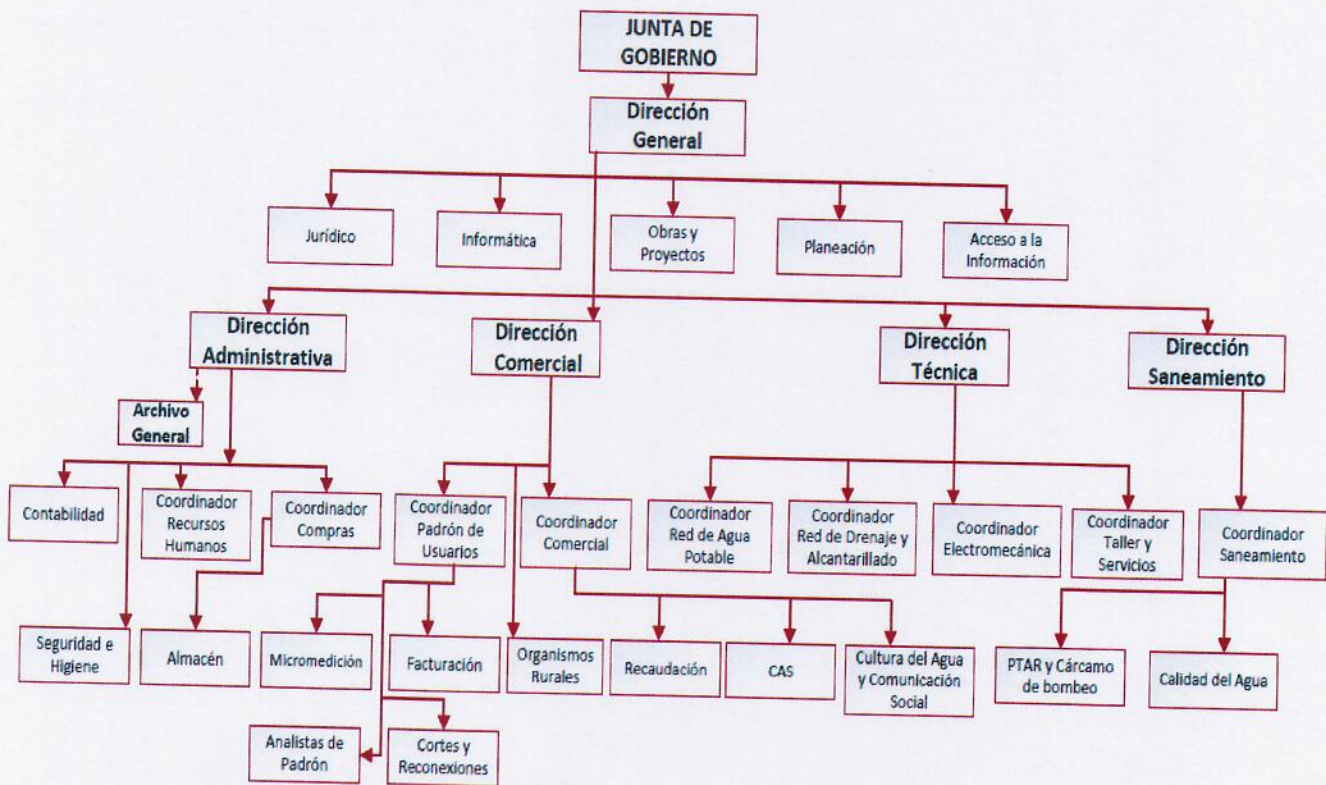 JUNTA DE
GOBIERNO
Dirección
General
Jurídico
Informática
Obras y
Proyectos
Planeación
Acceso a la
Información
Dirección
Administrativa
Dirección
Comercial
Dirección
Técnica
Dirección
Saneamiento
Archivo
General
Contabilidad
Coordinador
Recursos
Humanos
Coordinador
Compras
Coordinador
Padrón de
Usuarios
Coordinador
Comercial
Coordinador
Red de Agua
Potable
Coordinador
Red de Drenaje y
Alcantarillado
Coordinador
Electromecánica
Coordinador
Taller y
Servicios
Coordinador
Saneamiento
Seguridad e
Higiene
Almacén
Micromedición
Facturación
Organismos
Rurales
Recaudación
CAS
Cultura del Agua
y Comunicación
Social
PTAR y Cárcamo
de bombeo
Calidad del Agua
Analistas de
Padrón
Cortes y
Reconexiones